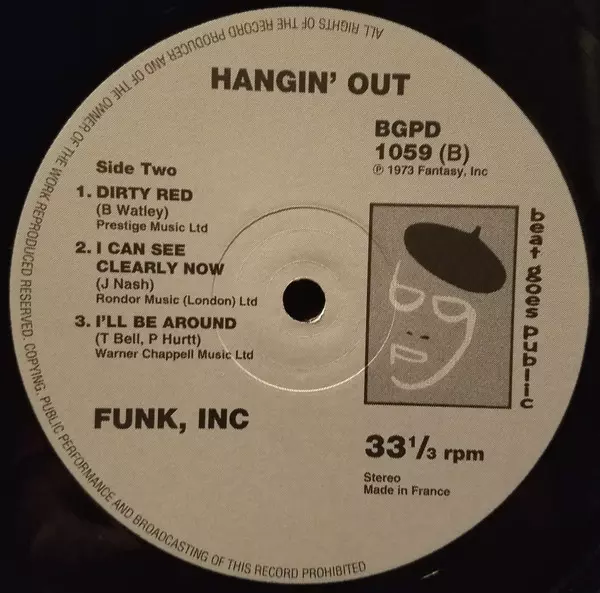 ALL RIGHTS OF THE RECORD PRODUCER AND OF THE OWNER OF THE WORK REPRODUCED RESERVED. COPYING, PUBLIC PERFORMANCE AND BROADCASTING OF THIS RECORD PROHIBITED
HANGIN' OUT
BGPD
1059 (B)
℗ 1973 Fantasy, Inc
Side Two
1. DIRTY RED
(B Watley)
Prestige Music Ltd
2. I CAN SEE
CLEARLY NOW
(J Nash)
Rondor Music (London) Ltd
3. I'LL BE AROUND
(T Bell, P Hurtt)
Warner Chappell Music Ltd
bgp
beat goes public
FUNK, INC
33 1/3 rpm
Stereo
Made in France